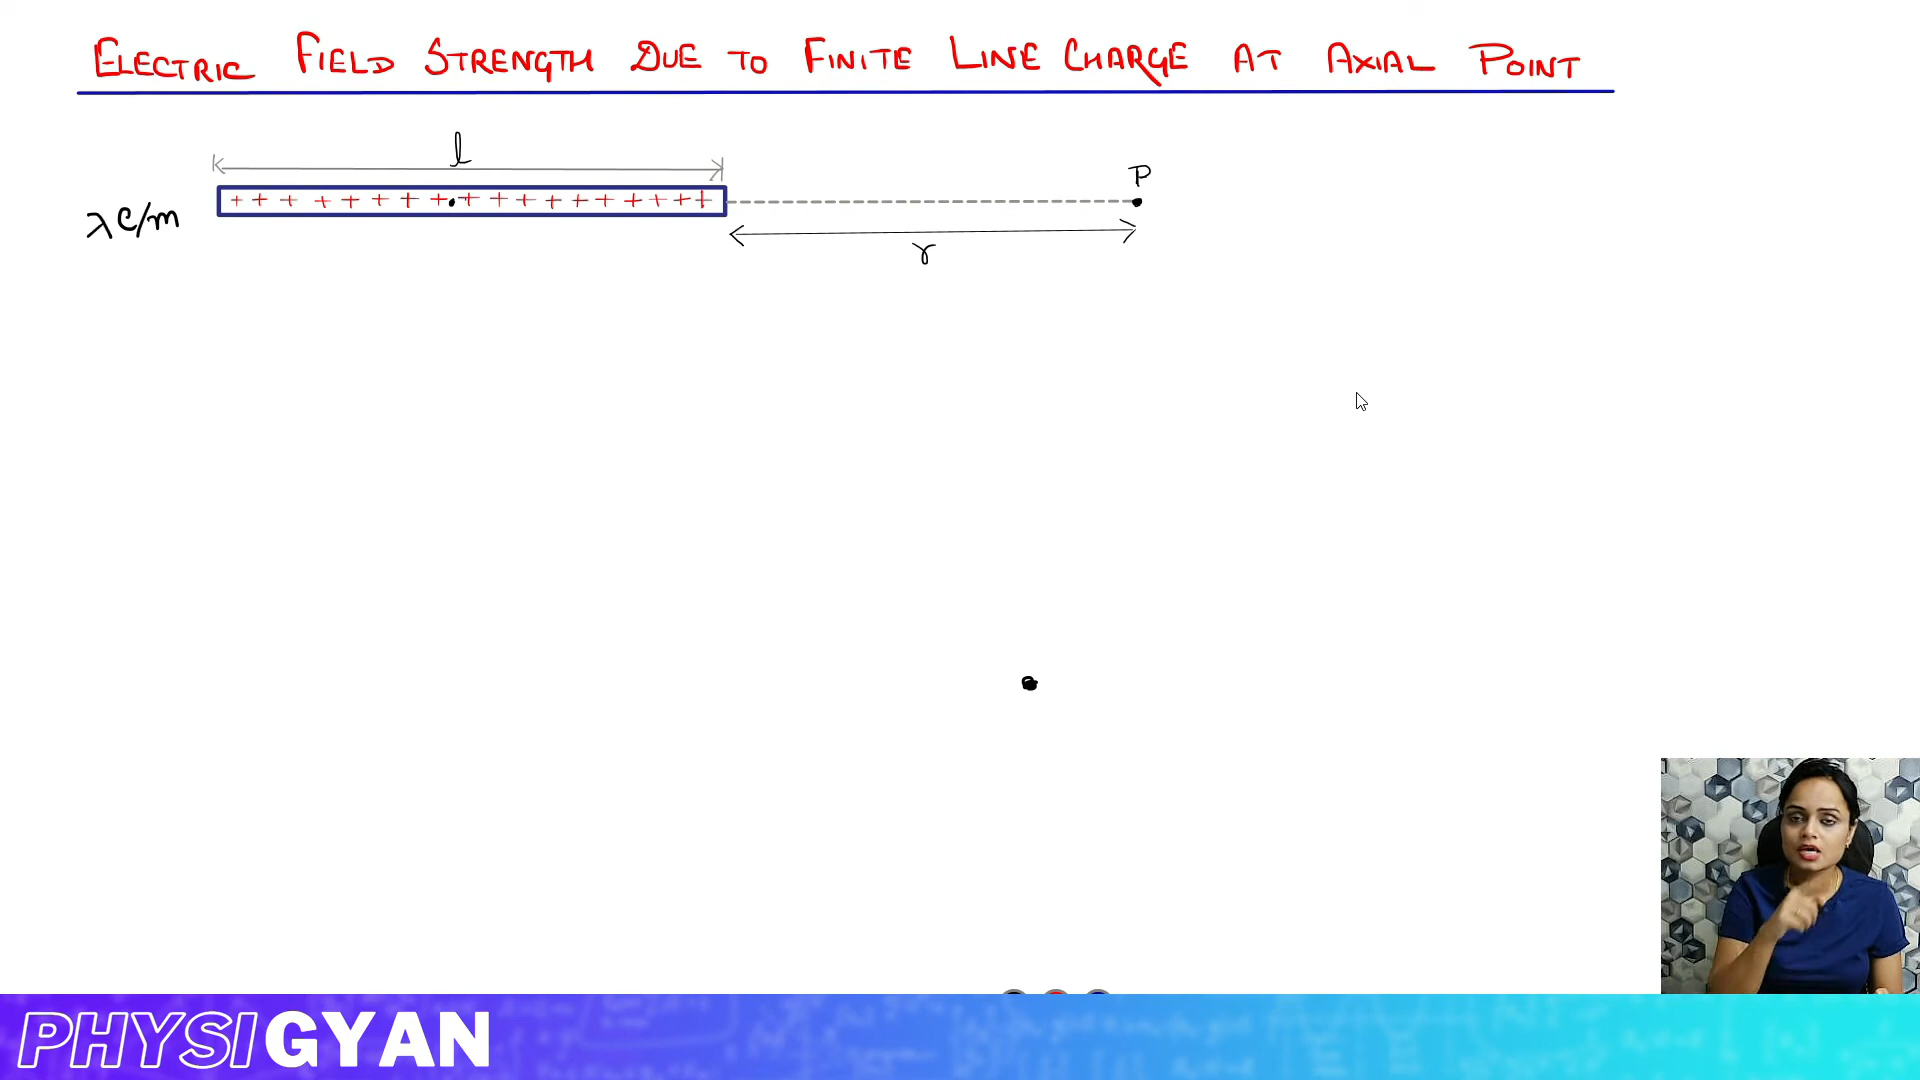 ELECTRIC FIELD STRENGTH DUE TO FINITE LINE CHARGE AT AXIAL POINT
l
P
λ C/m
+ + + + + + + + + + + + + + + + + +
r
PHYSIGYAN